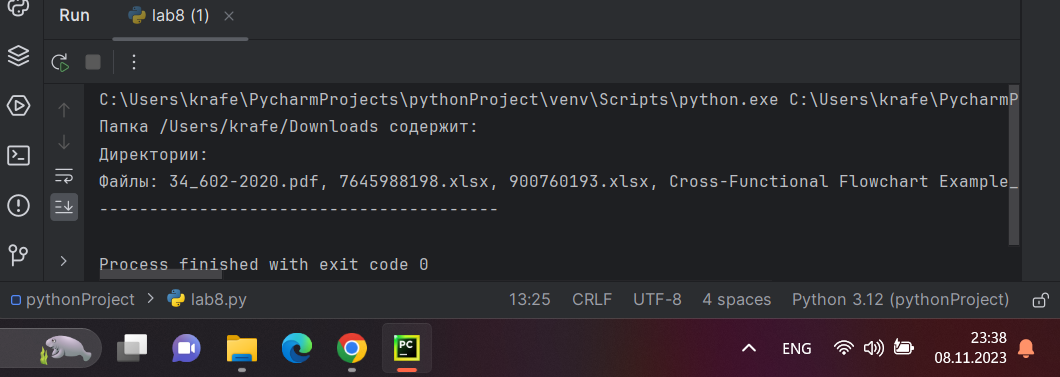 Run lab8 (1)
C:\Users\krafe\PycharmProjects\pythonProject\venv\Scripts\python.exe C:\Users\krafe\PycharmP
Папка /Users/krafe/Downloads содержит:
Директории:
Файлы: 34_602-2020.pdf, 7645988198.xlsx, 900760193.xlsx, Cross-Functional Flowchart Example_
----------------------------------------
Process finished with exit code 0
pythonProject > lab8.py 13:25 CRLF UTF-8 4 spaces Python 3.12 (pythonProject)
PC
ENG
23:38
08.11.2023